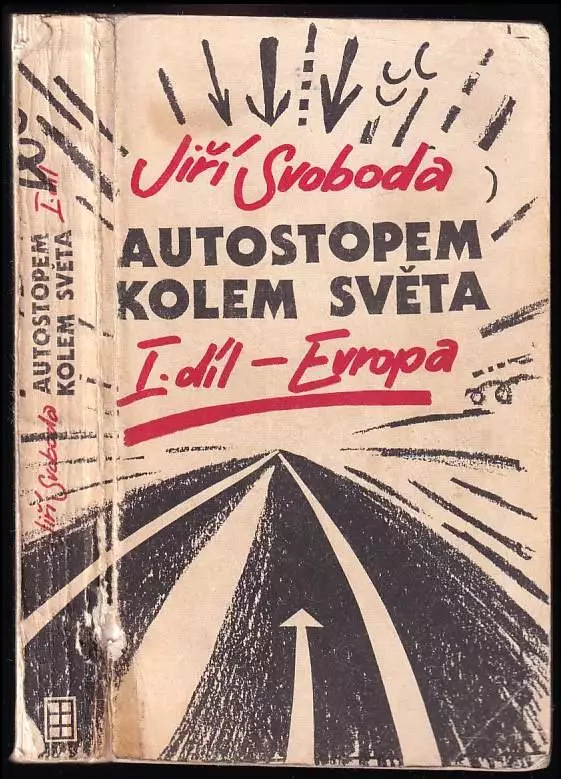 Jiří Svoboda
AUTOSTOPEM
KOLEM SVĚTA
I. díl – Evropa
Jiří Svoboda
AUTOSTOPEM
KOLEM SVĚTA
I. díl